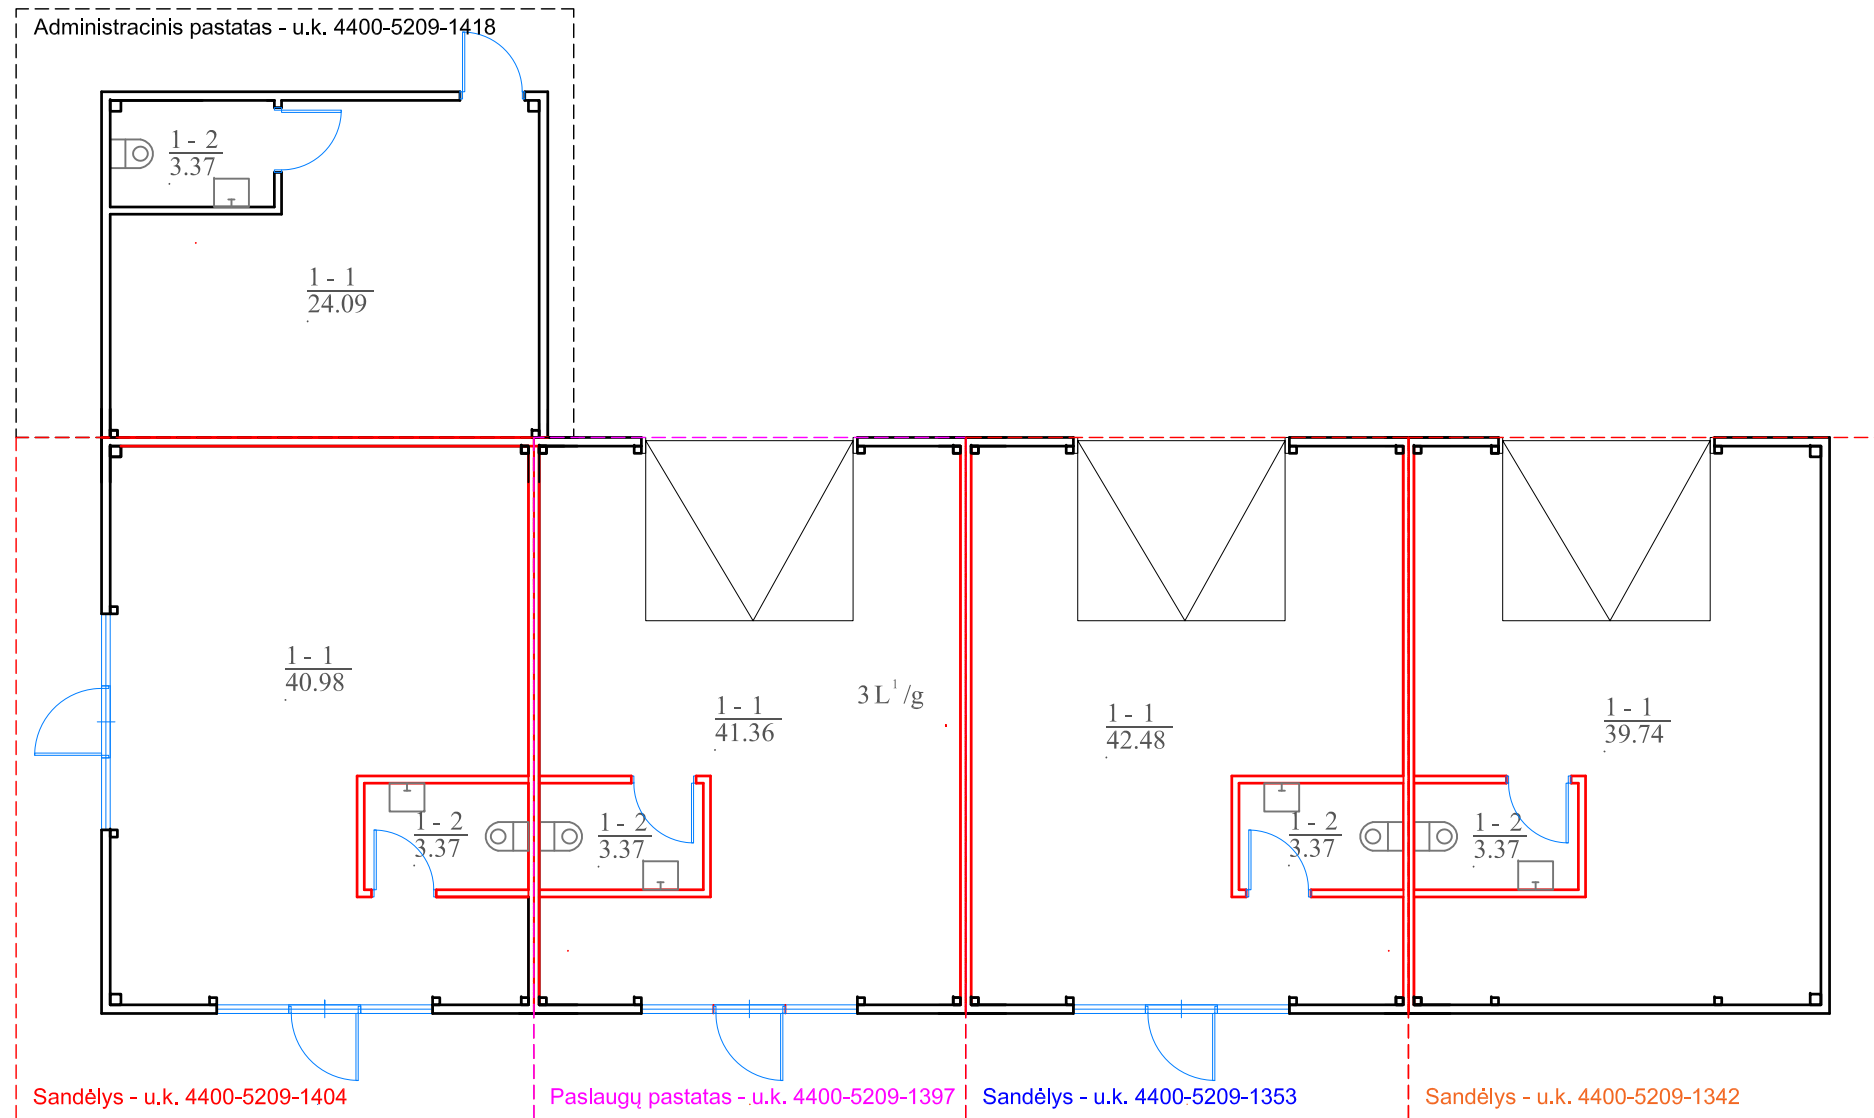 Administracinis pastatas - u.k. 4400-5209-1418
1 - 2
3.37
1 - 1
24.09
1 - 1
40.98
1 - 1
41.36
3 L¹/g
1 - 1
42.48
1 - 1
39.74
1 - 2
3.37
1 - 2
3.37
1 - 2
3.37
1 - 2
3.37
Sandėlys - u.k. 4400-5209-1404
Paslaugų pastatas - u.k. 4400-5209-1397
Sandėlys - u.k. 4400-5209-1353
Sandėlys - u.k. 4400-5209-1342